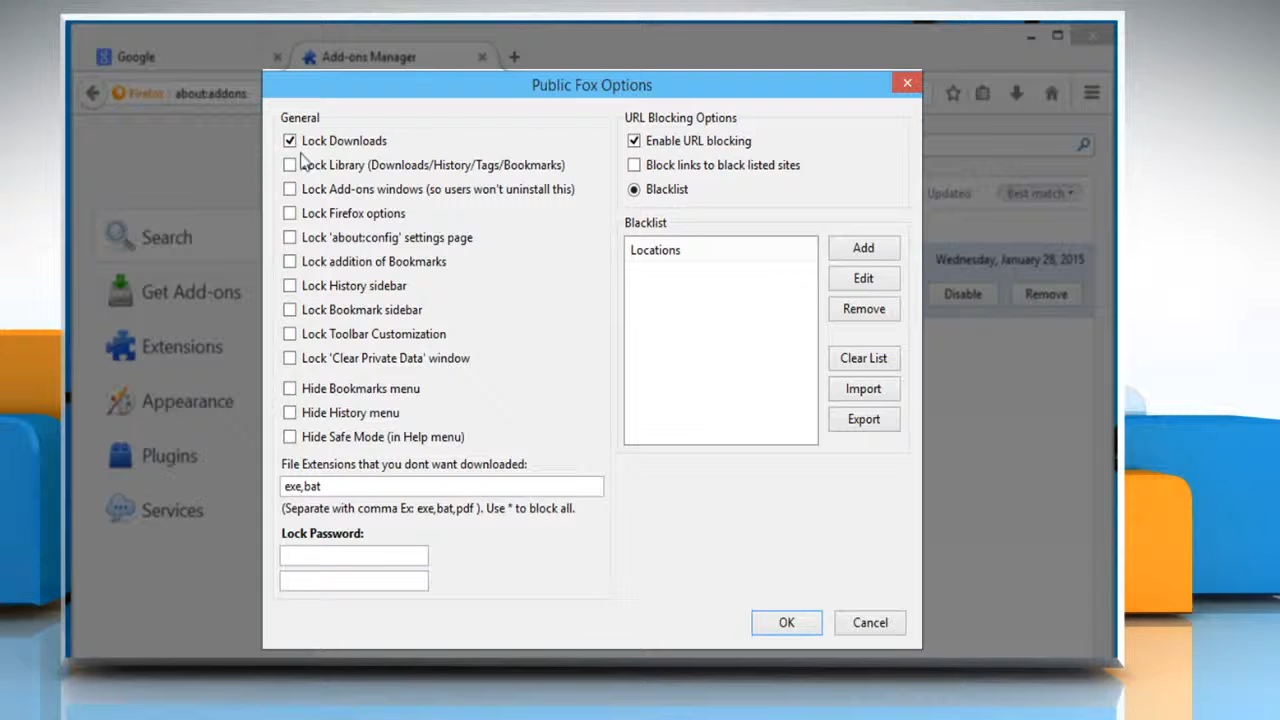 Google
Add-ons Manager
Firefox about:addons
Public Fox Options
General
Lock Downloads
Lock Library (Downloads/History/Tags/Bookmarks)
Lock Add-ons windows (so users won't uninstall this)
Lock Firefox options
Lock 'about:config' settings page
Lock addition of Bookmarks
Lock History sidebar
Lock Bookmark sidebar
Lock Toolbar Customization
Lock 'Clear Private Data' window
Hide Bookmarks menu
Hide History menu
Hide Safe Mode (in Help menu)
File Extensions that you dont want downloaded:
exe,bat
(Separate with comma Ex: exe,bat,pdf ). Use * to block all.
Lock Password:
URL Blocking Options
Enable URL blocking
Block links to black listed sites
Blacklist
Blacklist
Locations
Add
Edit
Remove
Clear List
Import
Export
OK
Cancel
Search
Get Add-ons
Extensions
Appearance
Plugins
Services
Updated
Best match
Wednesday, January 28, 2015
Disable
Remove